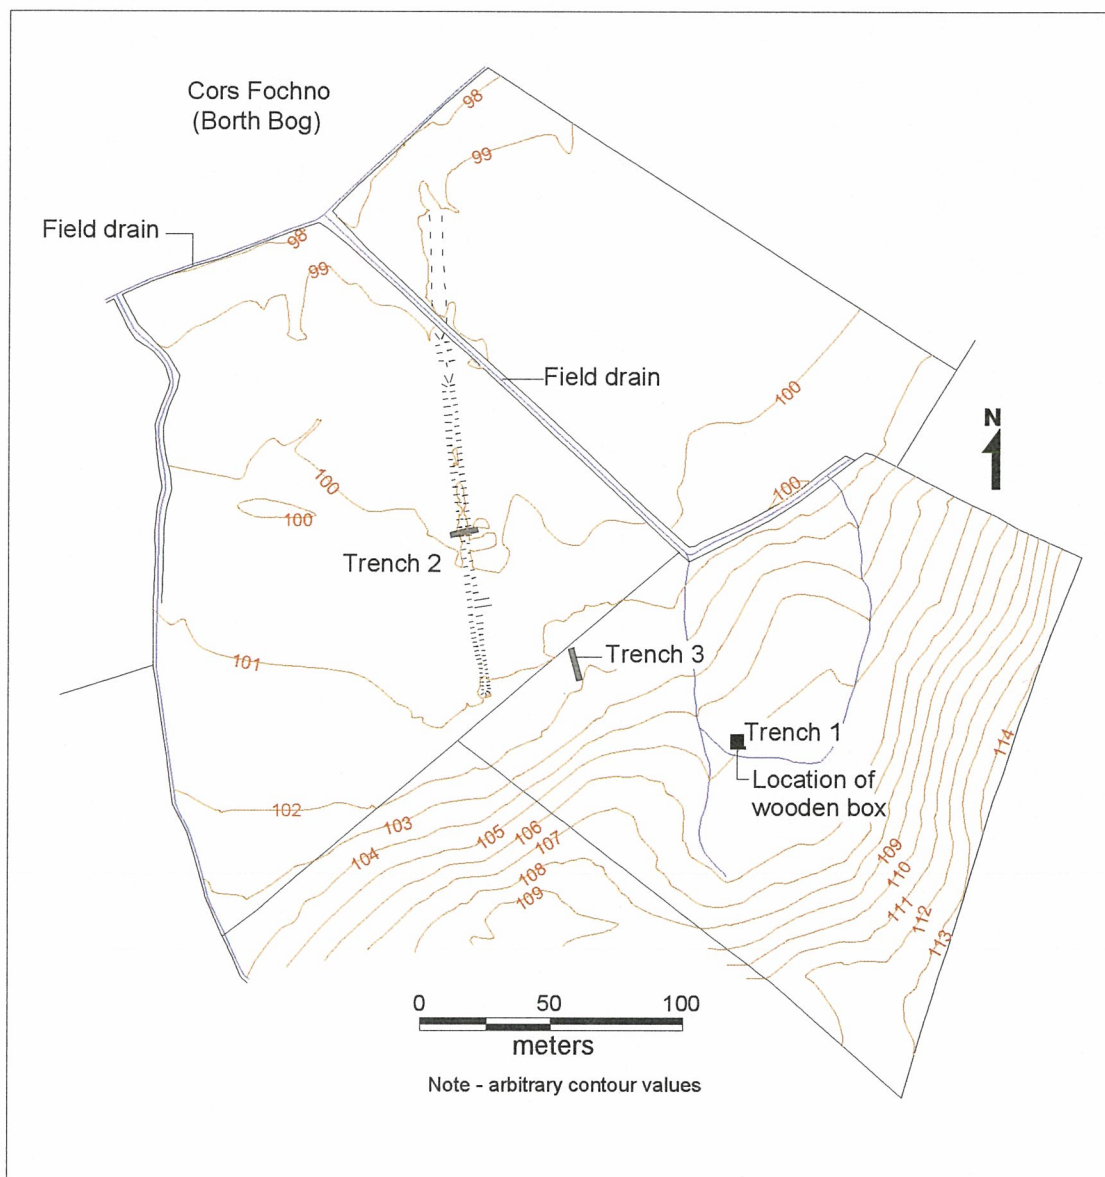 Cors Fochno
(Borth Bog)
98
99
Field drain
98
99
Field drain
100
N
100
100
100
Trench 2
101
Trench 3
Trench 1
114
Location of
wooden box
102
103
104
105
106
107
108
109
109
110
111
112
113
0 50 100
meters
Note - arbitrary contour values